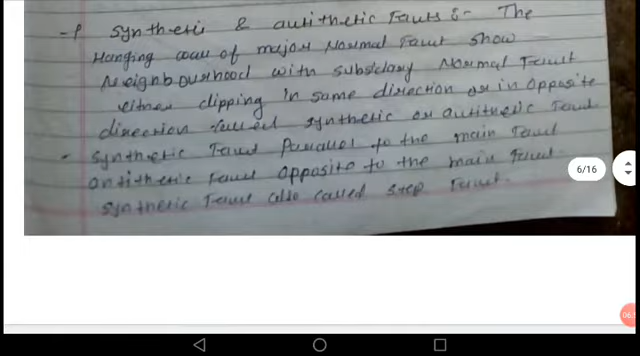 → Synthetic & antithetic Faults :- The
Hanging wall of major Normal Fault show
Neighbourhood with subsidary Normal Fault
either dipping in same direction or in opposite
direction called synthetic or antithetic Fault.
Synthetic Fault Parallel to the main Fault
antithetic Fault opposite to the main Fault.
Synthetic Fault also called step Fault.
6/16
06:5